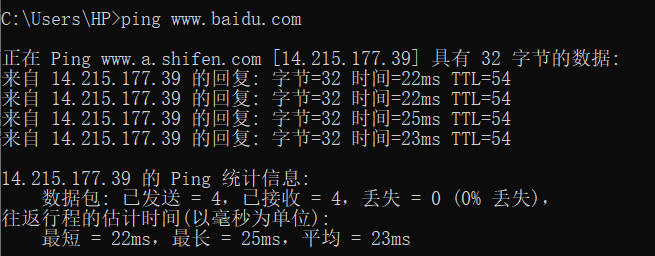 C:\Users\HP>ping www.baidu.com
正在 Ping www.a.shifen.com [14.215.177.39] 具有 32 字节的数据:
来自 14.215.177.39 的回复: 字节=32 时间=22ms TTL=54
来自 14.215.177.39 的回复: 字节=32 时间=22ms TTL=54
来自 14.215.177.39 的回复: 字节=32 时间=25ms TTL=54
来自 14.215.177.39 的回复: 字节=32 时间=23ms TTL=54
14.215.177.39 的 Ping 统计信息:
数据包: 已发送 = 4，已接收 = 4，丢失 = 0 (0% 丢失)，
往返行程的估计时间(以毫秒为单位):
最短 = 22ms，最长 = 25ms，平均 = 23ms